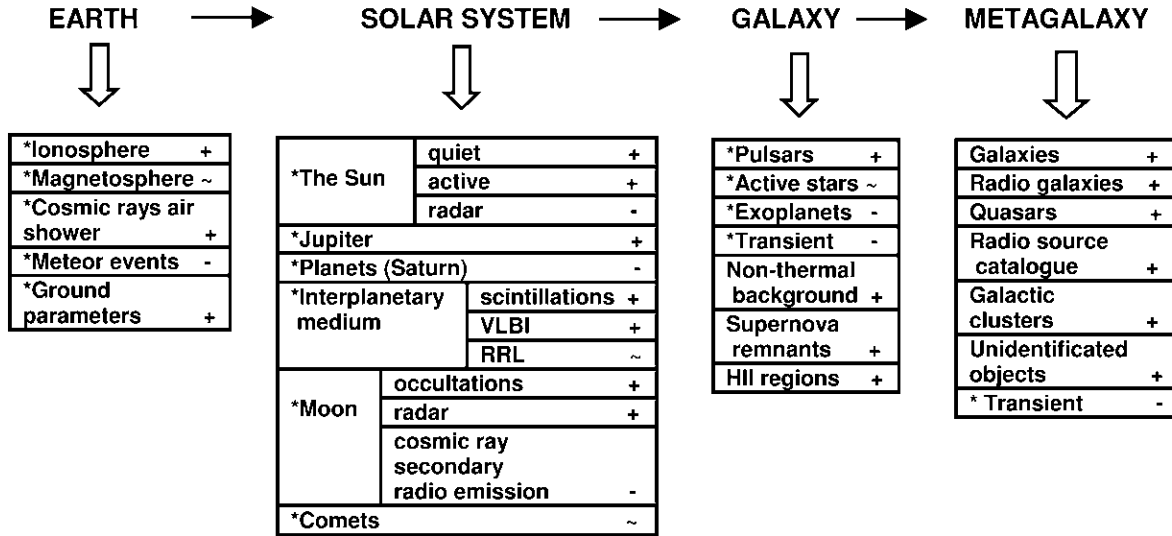 EARTH SOLAR SYSTEM GALAXY METAGALAXY
*Ionosphere +
*Magnetosphere ~
*Cosmic rays air
shower +
*Meteor events -
*Ground
parameters +
*The Sun
quiet +
active +
radar -
*Jupiter +
*Planets (Saturn) -
*Interplanetary
medium
scintillations +
VLBI +
RRL ~
*Moon
occultations +
radar +
cosmic ray
secondary
radio emission -
*Comets ~
*Pulsars +
*Active stars ~
*Exoplanets -
*Transient -
Non-thermal
background +
Supernova
remnants +
HII regions +
Galaxies +
Radio galaxies +
Quasars +
Radio source
catalogue +
Galactic
clusters +
Unidentificated
objects +
* Transient -